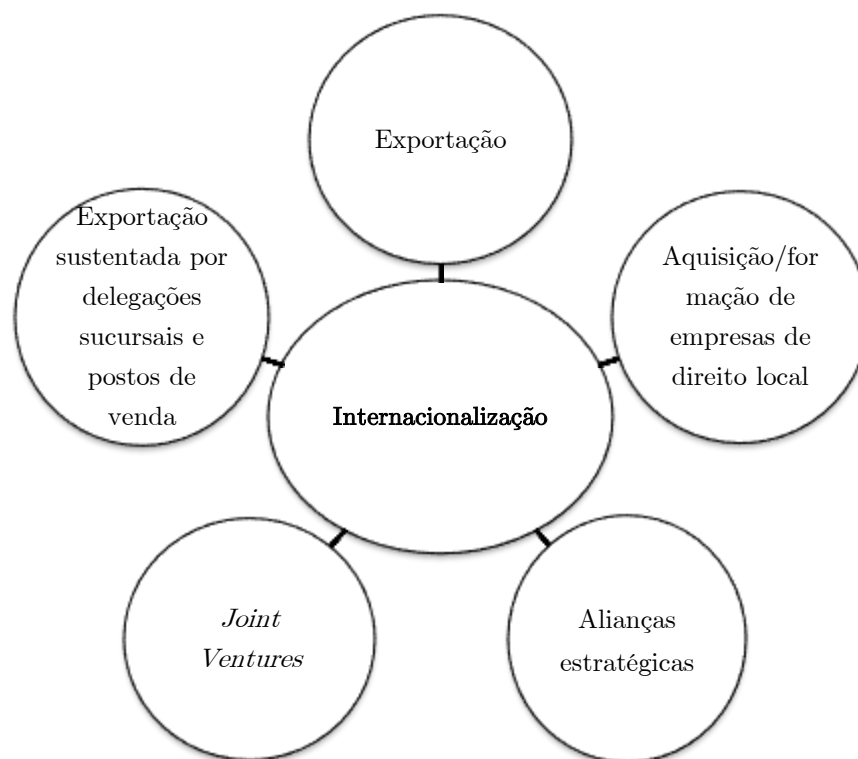 Exportação
Exportação
sustentada por
delegações
sucursais e
postos de
venda
Aquisição/for
mação de
empresas de
direito local
Internacionalização
Joint
Ventures
Alianças
estratégicas